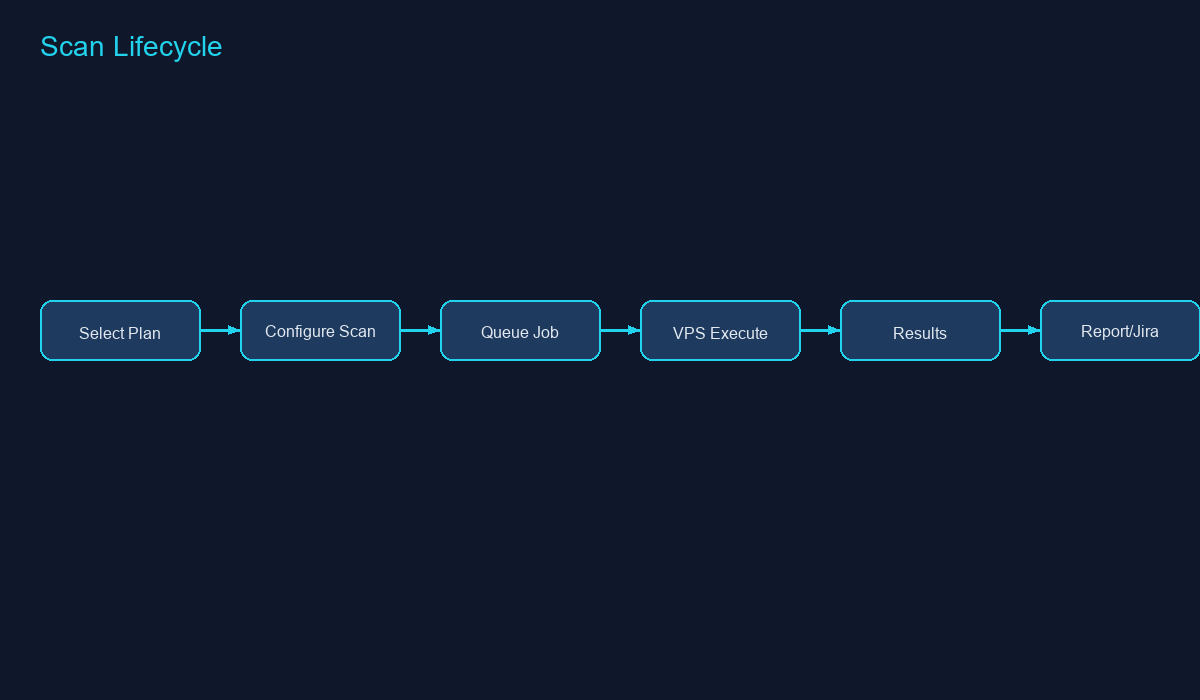 Scan Lifecycle
Select Plan
Configure Scan
Queue Job
VPS Execute
Results
Report/Jira